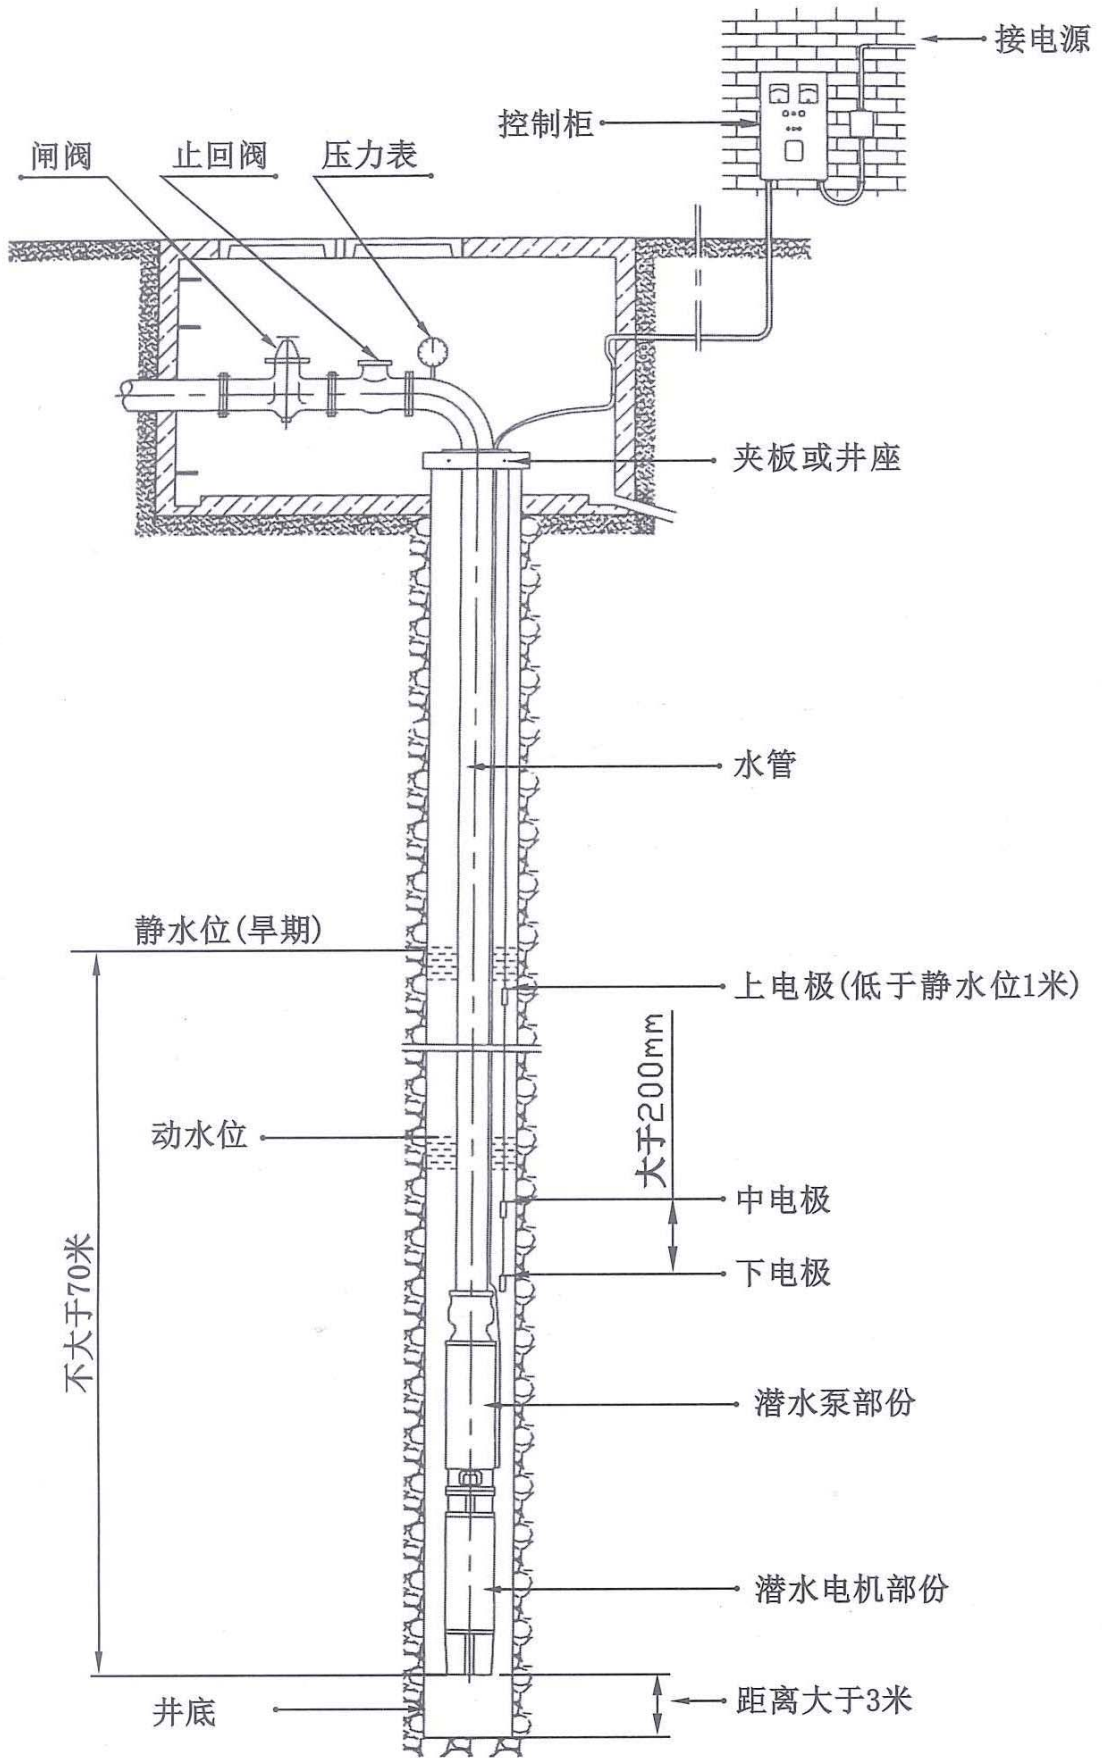 接电源
控制柜
闸阀
止回阀
压力表
夹板或井座
水管
静水位(旱期)
上电极(低于静水位1米)
大于200mm
动水位
中电极
下电极
不大于70米
潜水泵部份
潜水电机部份
距离大于3米
井底